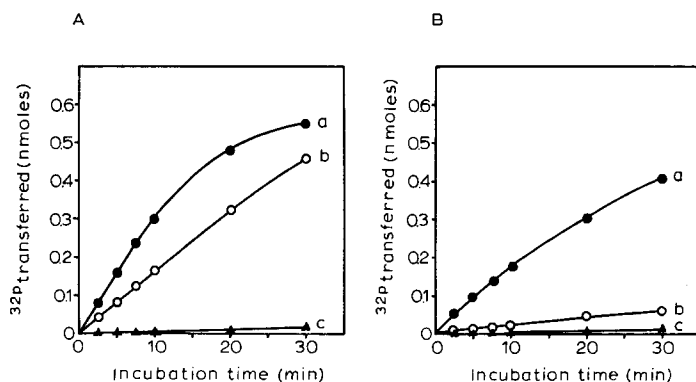 A
B
³²p transferred (nmoles)
0.6
0.5
0.4
0.3
0.2
0.1
0
a
b
c
0
10
20
30
Incubation time (min)
³²p transferred (nmoles)
0.6
0.5
0.4
0.3
0.2
0.1
0
a
b
c
0
10
20
30
Incubation time (min)